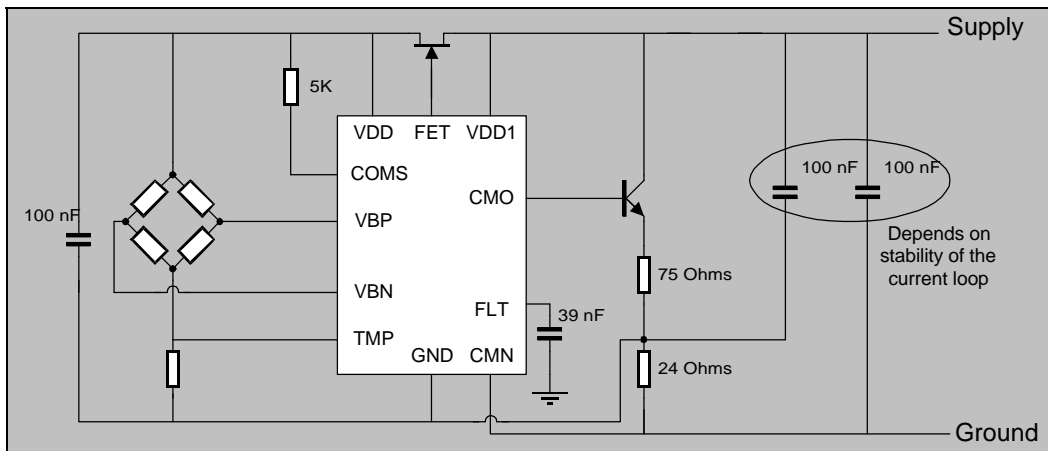 Supply
5K
VDD FET VDD1
COMS
CMO
100 nF 100 nF
100 nF
VBP
Depends on
stability of the
current loop
75 Ohms
VBN
FLT
39 nF
TMP
GND CMN
24 Ohms
Ground